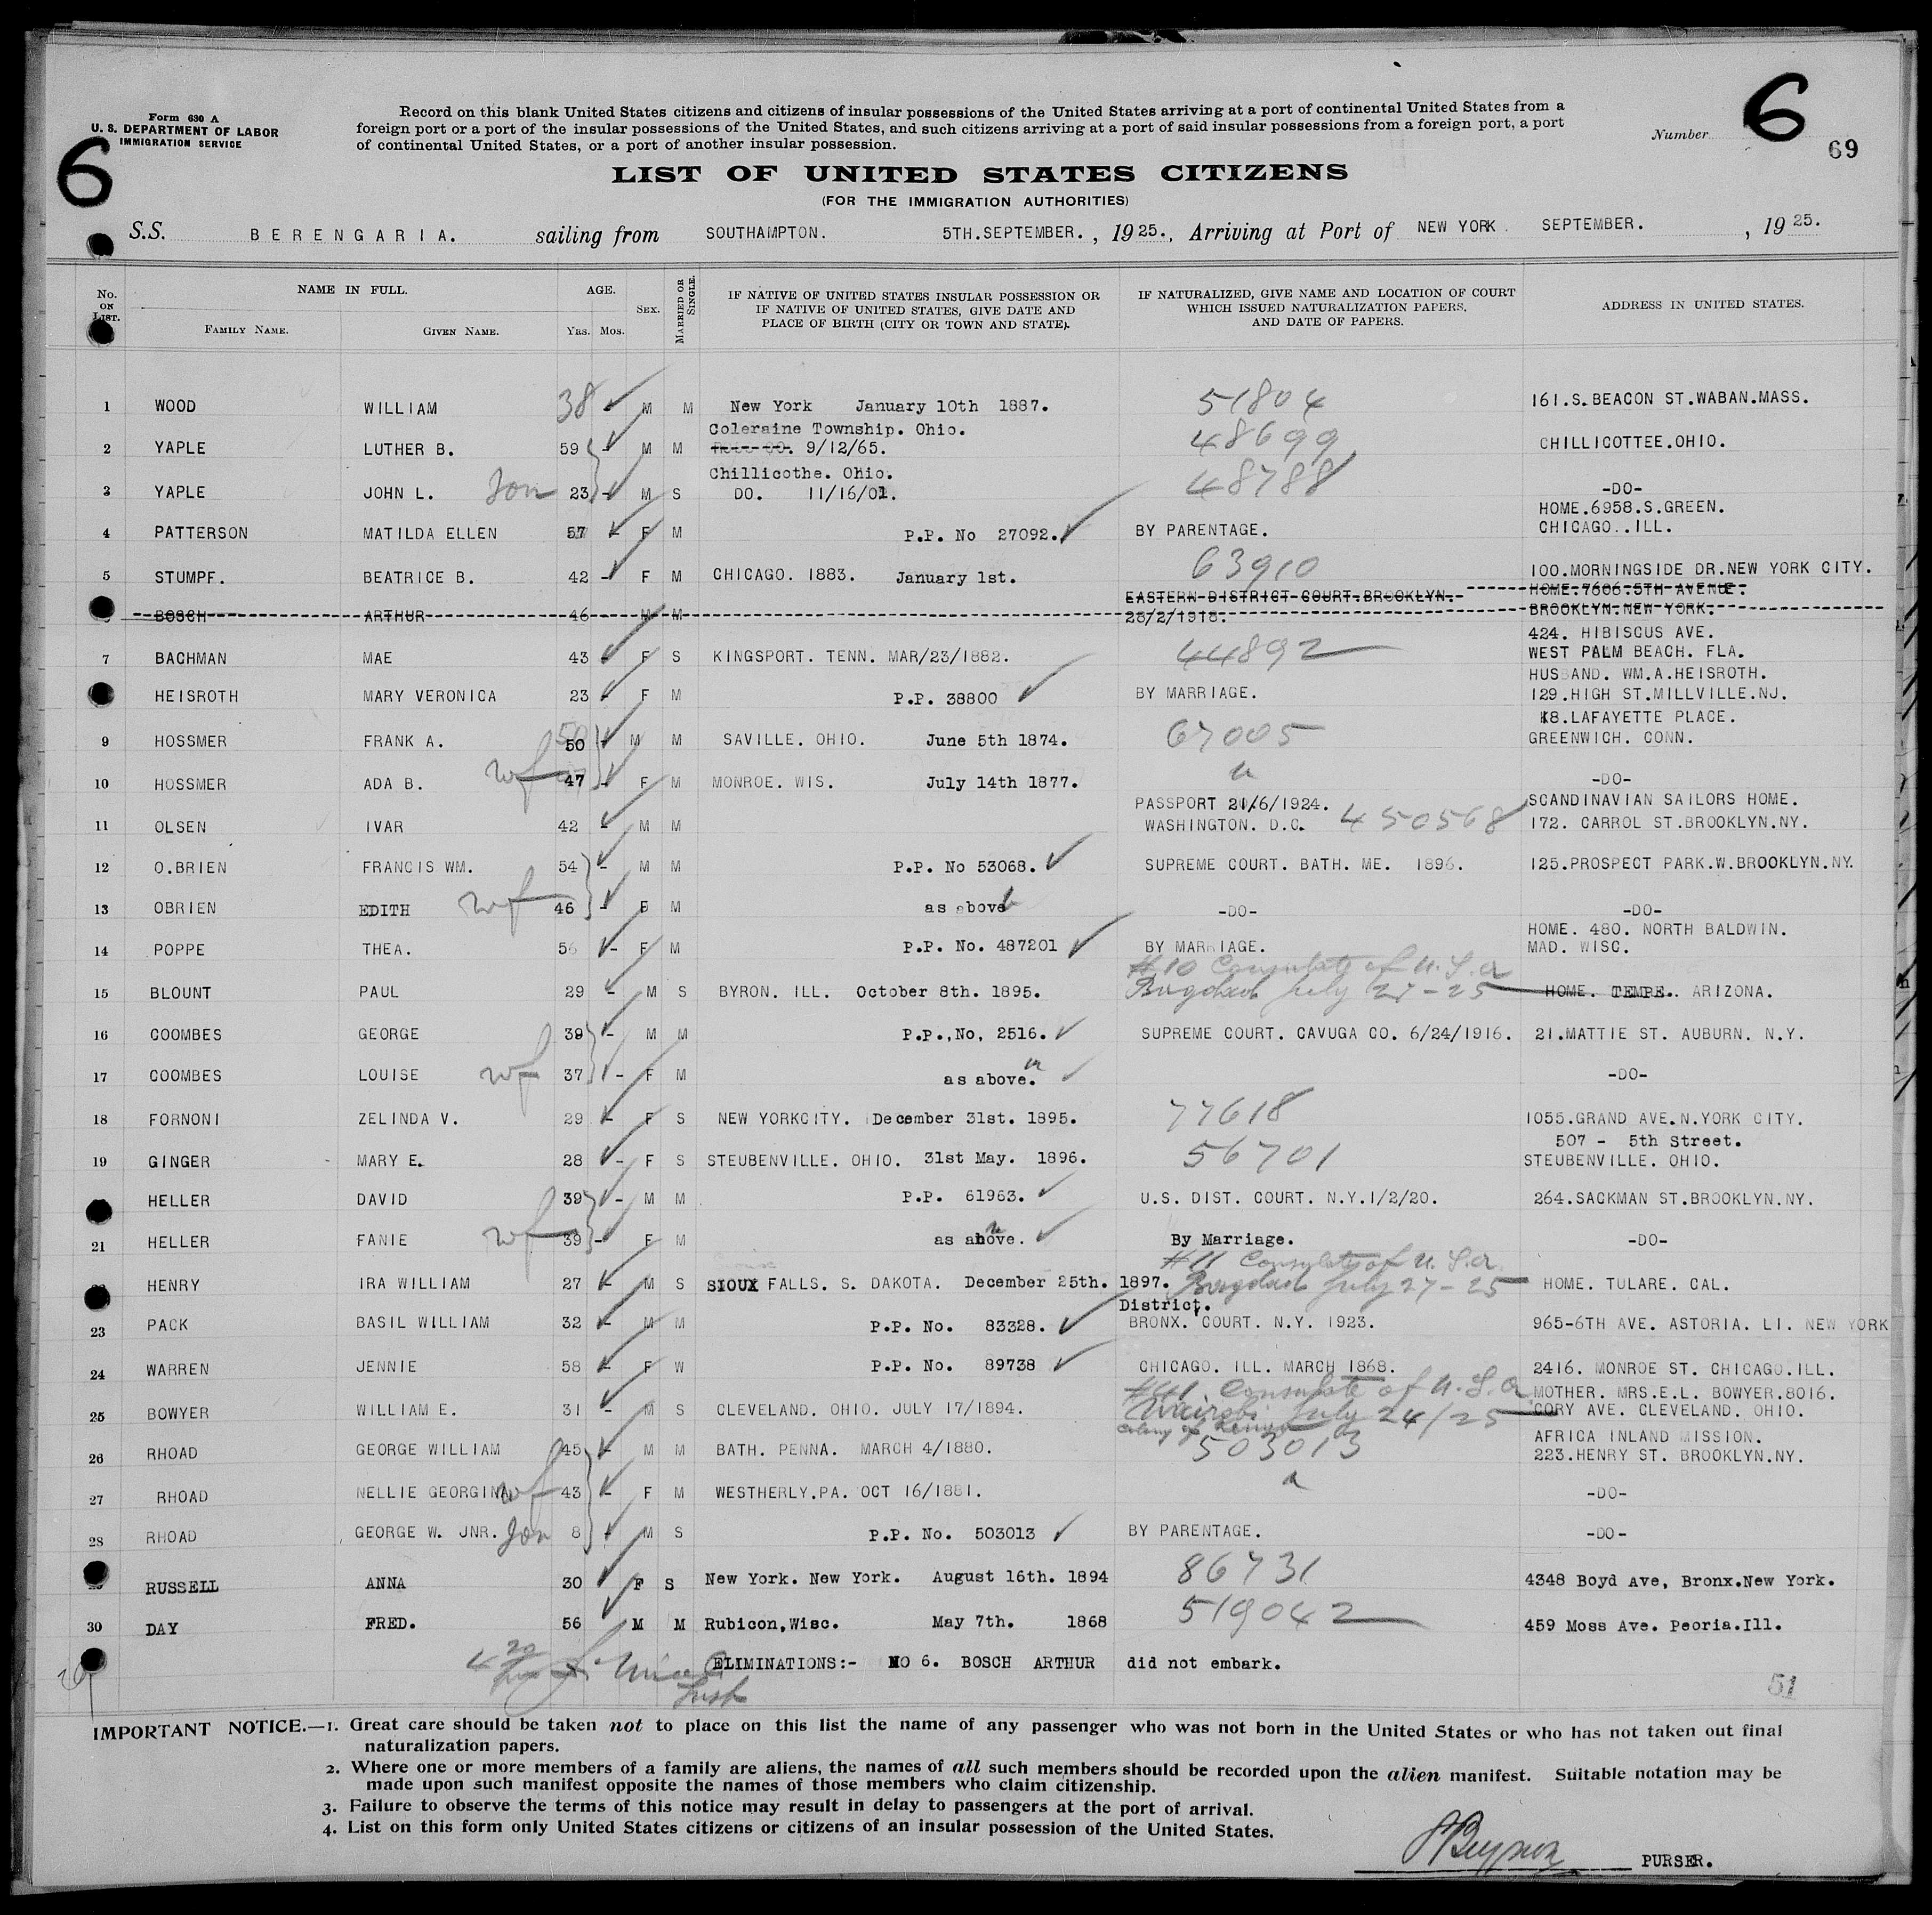 Form 630 A
U. S. DEPARTMENT OF LABOR
IMMIGRATION SERVICE
6
Record on this blank United States citizens and citizens of insular possessions of the United States arriving at a port of continental United States from a
foreign port or a port of the insular possessions of the United States, and such citizens arriving at a port of said insular possessions from a foreign port, a port
of continental United States, or a port of another insular possession.
Number 6
69
LIST OF UNITED STATES CITIZENS
(FOR THE IMMIGRATION AUTHORITIES)
S.S. BERENGARIA. sailing from SOUTHAMPTON. 5TH.SEPTEMBER. , 1925., Arriving at Port of NEW YORK. SEPTEMBER. , 1925.
No. ON LIST.
NAME IN FULL.
FAMILY NAME. GIVEN NAME.
AGE.
Yrs. Mos.
SEX.
MARRIED OR SINGLE.
IF NATIVE OF UNITED STATES INSULAR POSSESSION OR
IF NATIVE OF UNITED STATES, GIVE DATE AND
PLACE OF BIRTH (CITY OR TOWN AND STATE).
IF NATURALIZED, GIVE NAME AND LOCATION OF COURT
WHICH ISSUED NATURALIZATION PAPERS,
AND DATE OF PAPERS.
ADDRESS IN UNITED STATES.
1 WOOD WILLIAM 38 - M M New York January 10th 1887. 51804 161.S.BEACON ST.WABAN.MASS.
Coleraine Township. Ohio.
2 YAPLE LUTHER B. 59 - M M 9/12/65. 48699 CHILLICOTTEE.OHIO.
Chillicothe. Ohio.
3 YAPLE JOHN L. Son 23 - M S DO. 11/16/01. 48788 -DO-
HOME.6958.S.GREEN.
4 PATTERSON MATILDA ELLEN 57 - F M P.P. No 27092. BY PARENTAGE. CHICAGO..ILL.
5 STUMPF. BEATRICE B. 42 - F M CHICAGO. 1883. January 1st. 63910 100.MORNINGSIDE DR.NEW YORK CITY.
EASTERN DISTRICT COURT.BROOKLYN. HOME.7606.5TH AVENUE.
BOSCH ARTHUR 46 M M 28/2/1918. BROOKLYN.NEW YORK.
424. HIBISCUS AVE.
7 BACHMAN MAE 43 - F S KINGSPORT. TENN. MAR/23/1882. 44892 WEST PALM BEACH. FLA.
HUSBAND. WM.A.HEISROTH.
HEISROTH MARY VERONICA 23 - F M P.P. 38800 BY MARRIAGE. 129.HIGH ST.MILLVILLE.NJ.
18.LAFAYETTE PLACE.
9 HOSSMER FRANK A. 50 - M M SAVILLE. OHIO. June 5th 1874. 67005 GREENWICH. CONN.
10 HOSSMER ADA B. wf 47 F M MONROE. WIS. July 14th 1877. " -DO-
PASSPORT 21/6/1924. SCANDINAVIAN SAILORS HOME.
11 OLSEN IVAR 42 - M M WASHINGTON. D.C. 450568 172. CARROL ST.BROOKLYN.NY.
12 O.BRIEN FRANCIS WM. 54 - M M P.P. No 53068. SUPREME COURT. BATH. ME. 1896. 125.PROSPECT PARK.W.BROOKLYN.NY.
13 OBRIEN EDITH wf 46 - F M as above -DO- -DO-
HOME. 480. NORTH BALDWIN.
14 POPPE THEA. 56 - F M P.P. No. 487201 BY MARRIAGE. MAD. WISC.
#10 Consulate of U.S.A
15 BLOUNT PAUL 29 - M S BYRON. ILL. October 8th. 1895. Bagdad July 27-25 HOME. TEMPE. ARIZONA.
16 COOMBES GEORGE 39 - M M P.P.,No, 2516. SUPREME COURT. CAVUGA CO. 6/24/1916. 21.MATTIE ST. AUBURN. N.Y.
17 COOMBES LOUISE wf 37 - F M as above. -DO-
18 FORNONI ZELINDA V. 29 - F S NEW YORKCITY. December 31st. 1895. 77618 1055.GRAND AVE.N.YORK CITY.
507 - 5th Street.
19 GINGER MARY E. 28 - F S STEUBENVILLE. OHIO. 31st May. 1896. 56701 STEUBENVILLE. OHIO.
HELLER DAVID 39 - M M P.P. 61963. U.S. DIST. COURT. N.Y.1/2/20. 264.SACKMAN ST.BROOKLYN.NY.
21 HELLER FANIE wf 39 - F M as above. By Marriage. -DO-
#11 Consulate of U.S.A.
HENRY IRA WILLIAM 27 - M S SIOUX FALLS. S. DAKOTA. December 25th. 1897. Bagdad July 27-25 HOME. TULARE. CAL.
District.
23 PACK BASIL WILLIAM 32 - M M P.P. No. 83328. BRONX. COURT. N.Y. 1923. 965-6TH AVE. ASTORIA. LI. NEW YORK
24 WARREN JENNIE 58 - F W P.P. No. 89738 CHICAGO. ILL. MARCH 1868. 2416. MONROE ST. CHICAGO.ILL.
#41. Consulate of U.S.A MOTHER. MRS.E.L. BOWYER.8016.
25 BOWYER WILLIAM E. 31 - M S CLEVELAND. OHIO. JULY 17/1894. Nairobi July 24/25 CORY AVE. CLEVELAND. OHIO.
Colony of Kenya AFRICA INLAND MISSION.
26 RHOAD GEORGE WILLIAM 45 - M M BATH. PENNA. MARCH 4/1880. 503013 223.HENRY ST. BROOKLYN.NY.
27 RHOAD NELLIE GEORGINA wf 43 - F M WESTHERLY.PA. OCT 16/1881. " -DO-
28 RHOAD GEORGE W. JNR. Son 8 - M S P.P. No. 503013 BY PARENTAGE. -DO-
RUSSELL ANNA 30 F S New York. New York. August 16th. 1894 86731 4348 Boyd Ave, Bronx.New York.
30 DAY FRED. 56 M M Rubicon,Wisc. May 7th. 1868 519042 459 Moss Ave. Peoria.Ill.
ELIMINATIONS:- NO 6. BOSCH ARTHUR did not embark.
51
IMPORTANT NOTICE.—1. Great care should be taken not to place on this list the name of any passenger who was not born in the United States or who has not taken out final
naturalization papers.
2. Where one or more members of a family are aliens, the names of all such members should be recorded upon the alien manifest. Suitable notation may be
made upon such manifest opposite the names of those members who claim citizenship.
3. Failure to observe the terms of this notice may result in delay to passengers at the port of arrival.
4. List on this form only United States citizens or citizens of an insular possession of the United States.
PURSER.